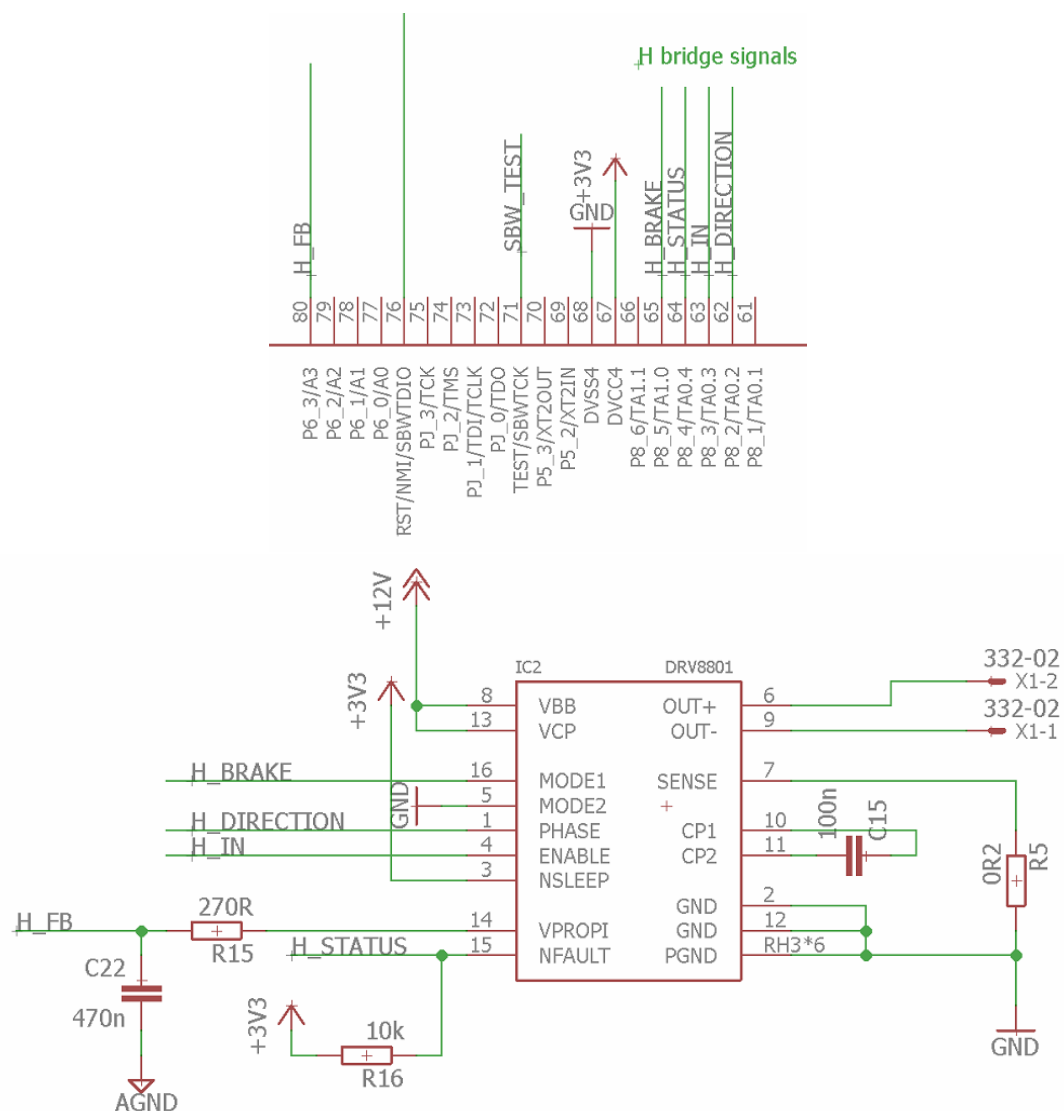 H bridge signals
H_FB
SBW_TEST
GND
+3V3
H_BRAKE
H_STATUS
H_IN
H_DIRECTION
80
79
78
77
76
75
74
73
72
71
70
69
68
67
66
65
64
63
62
61
P6_3/A3
P6_2/A2
P6_1/A1
P6_0/A0
RST/NMI/SBWTDIO
PJ_3/TCK
PJ_2/TMS
PJ_1/TDI/TCLK
PJ_0/TDO
TEST/SBWTCK
P5_3/XT2OUT
P5_2/XT2IN
DVSS4
DVCC4
P8_6/TA1.1
P8_5/TA1.0
P8_4/TA0.4
P8_3/TA0.3
P8_2/TA0.2
P8_1/TA0.1
+12V
+3V3
IC2 DRV8801
8 VBB OUT+ 6
13 VCP OUT- 9
332-02
X1-2
332-02
X1-1
H_BRAKE 16 MODE1 SENSE 7
GND 5 MODE2
H_DIRECTION 1 PHASE CP1 10
H_IN 4 ENABLE CP2 11
100n C15
3 NSLEEP
0R2 R5
GND 2
H_FB 270R R15 14 VPROPI GND 12
H_STATUS 15 NFAULT PGND RH3*6
C22
470n
+3V3
10k
R16
GND
AGND